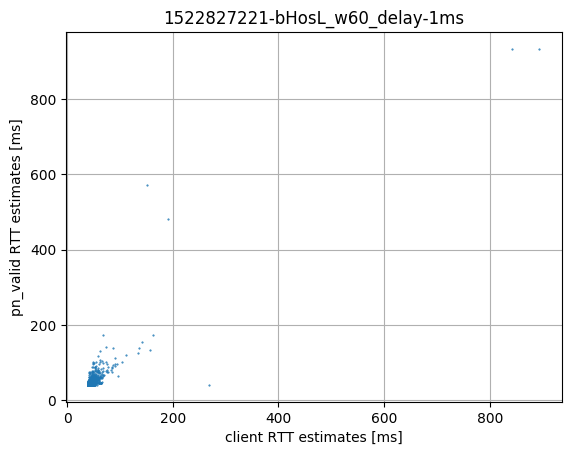 1522827221-bHosL_w60_delay-1ms
pn_valid RTT estimates [ms]
800
600
400
200
0
0 200 400 600 800
client RTT estimates [ms]